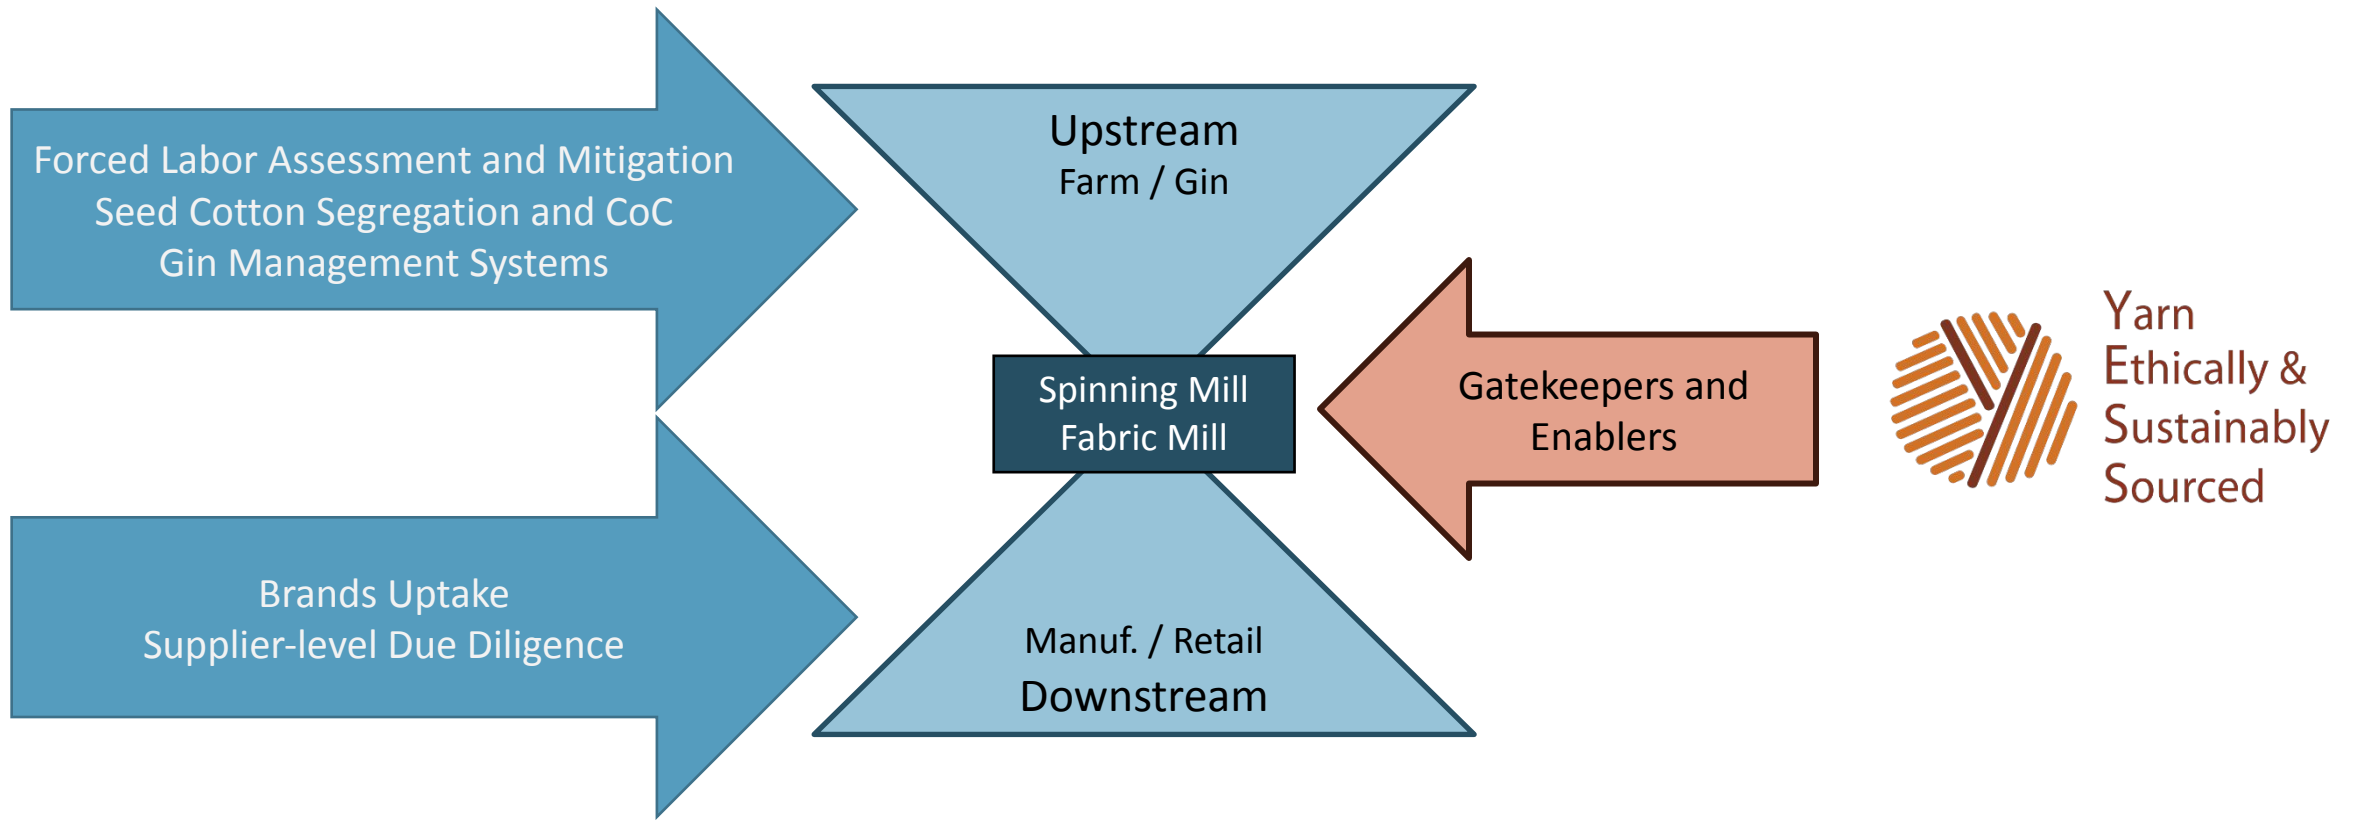 Forced Labor Assessment and Mitigation
Seed Cotton Segregation and CoC
Gin Management Systems
Brands Uptake
Supplier-level Due Diligence
Upstream
Farm / Gin
Spinning Mill
Fabric Mill
Manuf. / Retail
Downstream
Gatekeepers and
Enablers
Yarn
Ethically &
Sustainably
Sourced